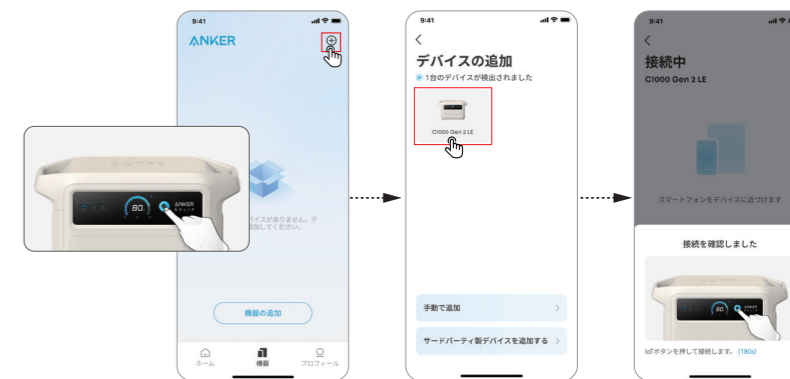 9:41
ANKER
バイスがありません。デ
追加してください。
機器の追加
ホーム
機器
プロフィール
80
ANKER
SOLIX
9:41
デバイスの追加
1台のデバイスが検出されました
C1000 Gen 2 LE
手動で追加
サードパーティ製デバイスを追加する
9:41
接続中
C1000 Gen 2 LE
スマートフォンをデバイスに近づけます
接続を確認しました
80
IoTボタンを押して接続します。 (180s)